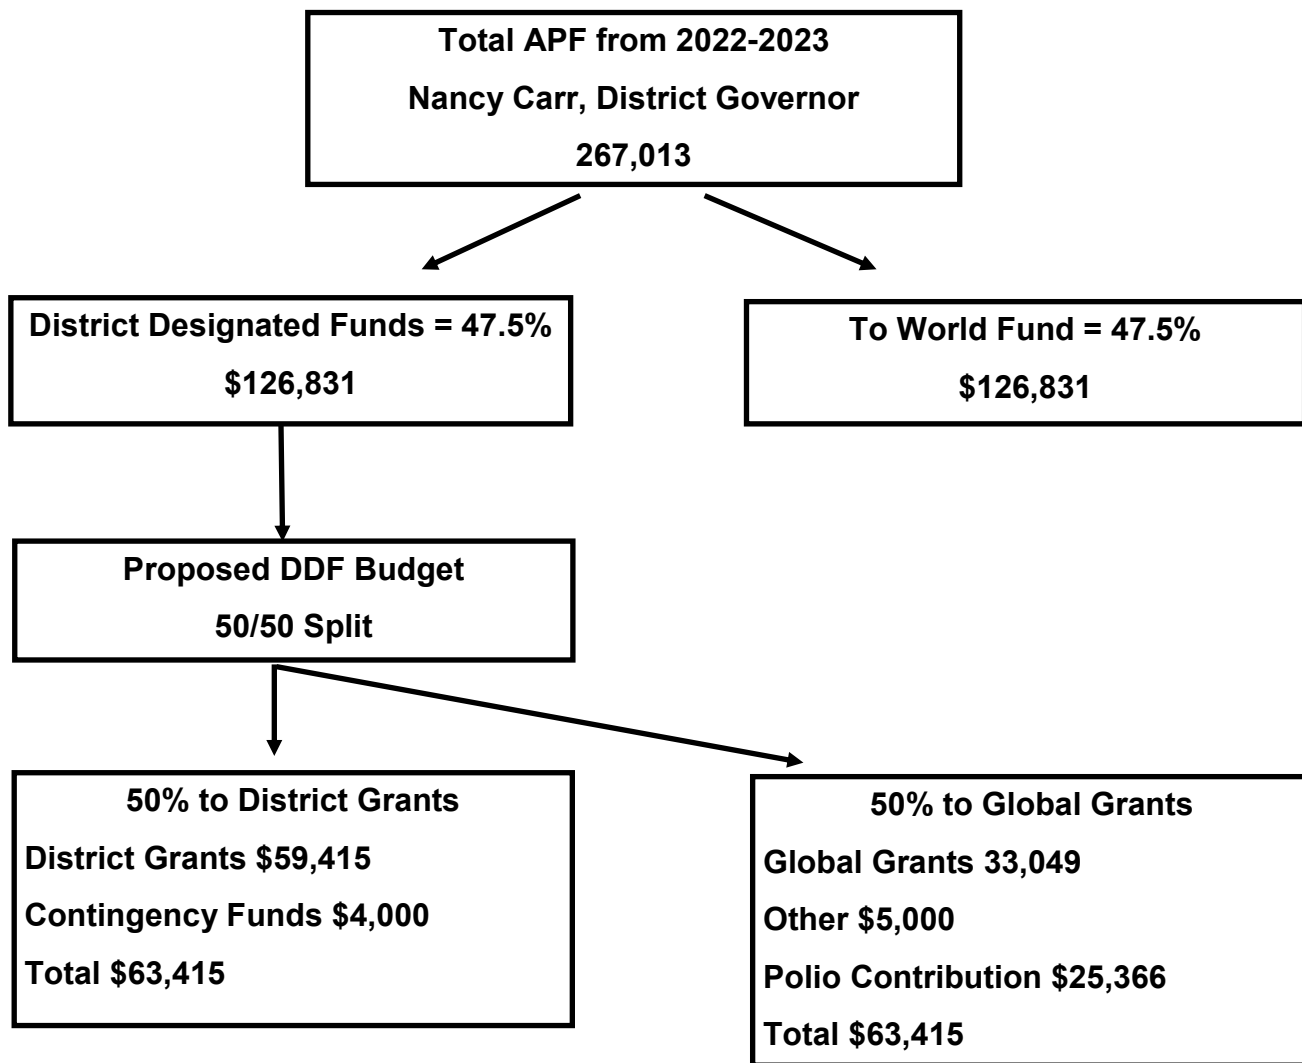 Total APF from 2022-2023
Nancy Carr, District Governor
267,013
District Designated Funds = 47.5%
$126,831
To World Fund = 47.5%
$126,831
Proposed DDF Budget
50/50 Split
50% to District Grants
District Grants $59,415
Contingency Funds $4,000
Total $63,415
50% to Global Grants
Global Grants 33,049
Other $5,000
Polio Contribution $25,366
Total $63,415